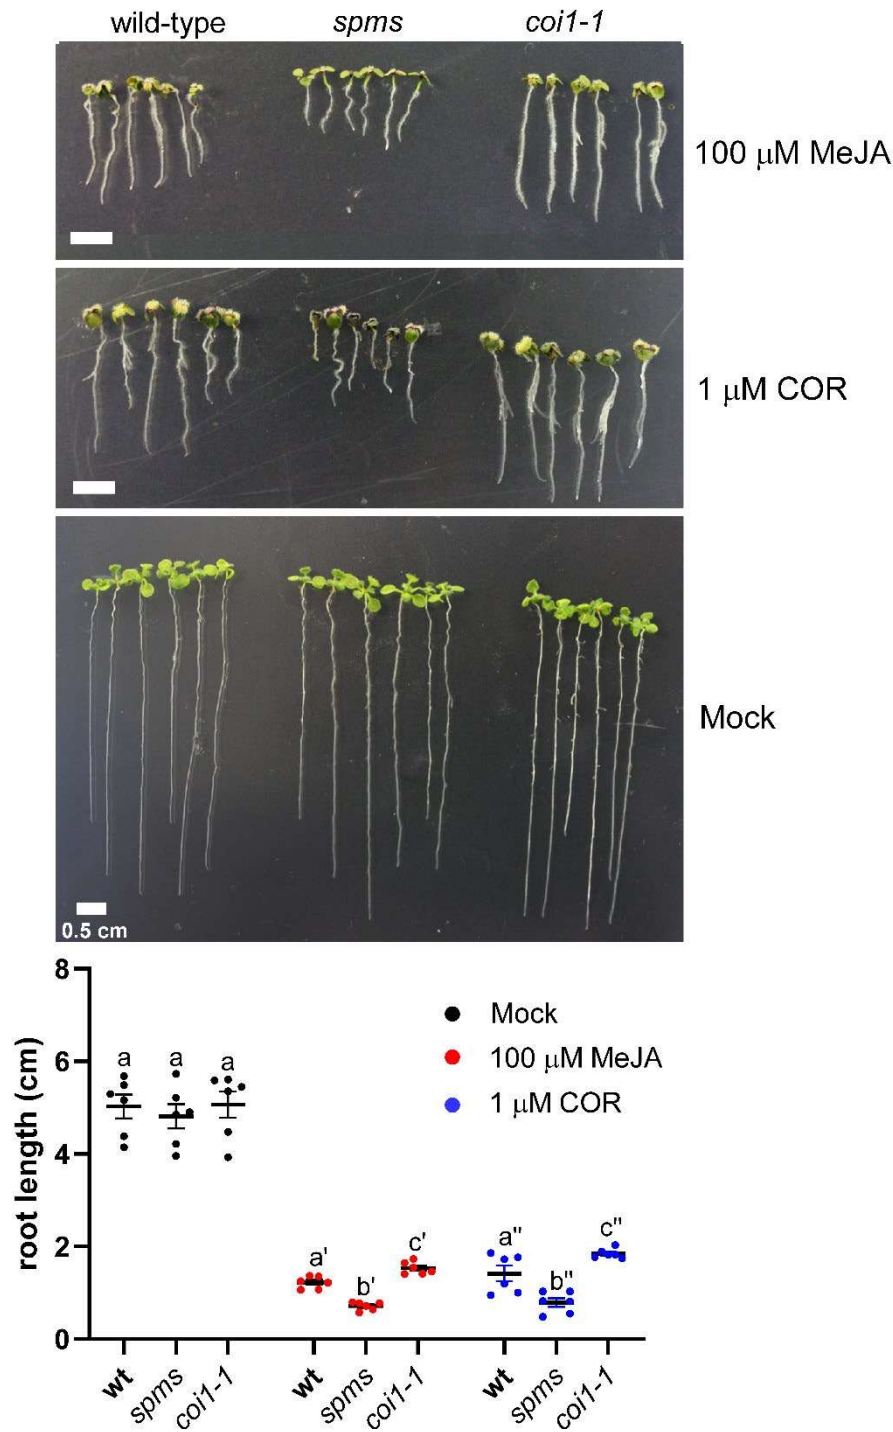 wild-type spms coi1-1
100 μM MeJA
1 μM COR
Mock
0.5 cm
8
6
4
2
0
root length (cm)
Mock
100 μM MeJA
1 μM COR
a a a
a' b' c'
a" b" c"
wt spms coi1-1 wt spms coi1-1 wt spms coi1-1